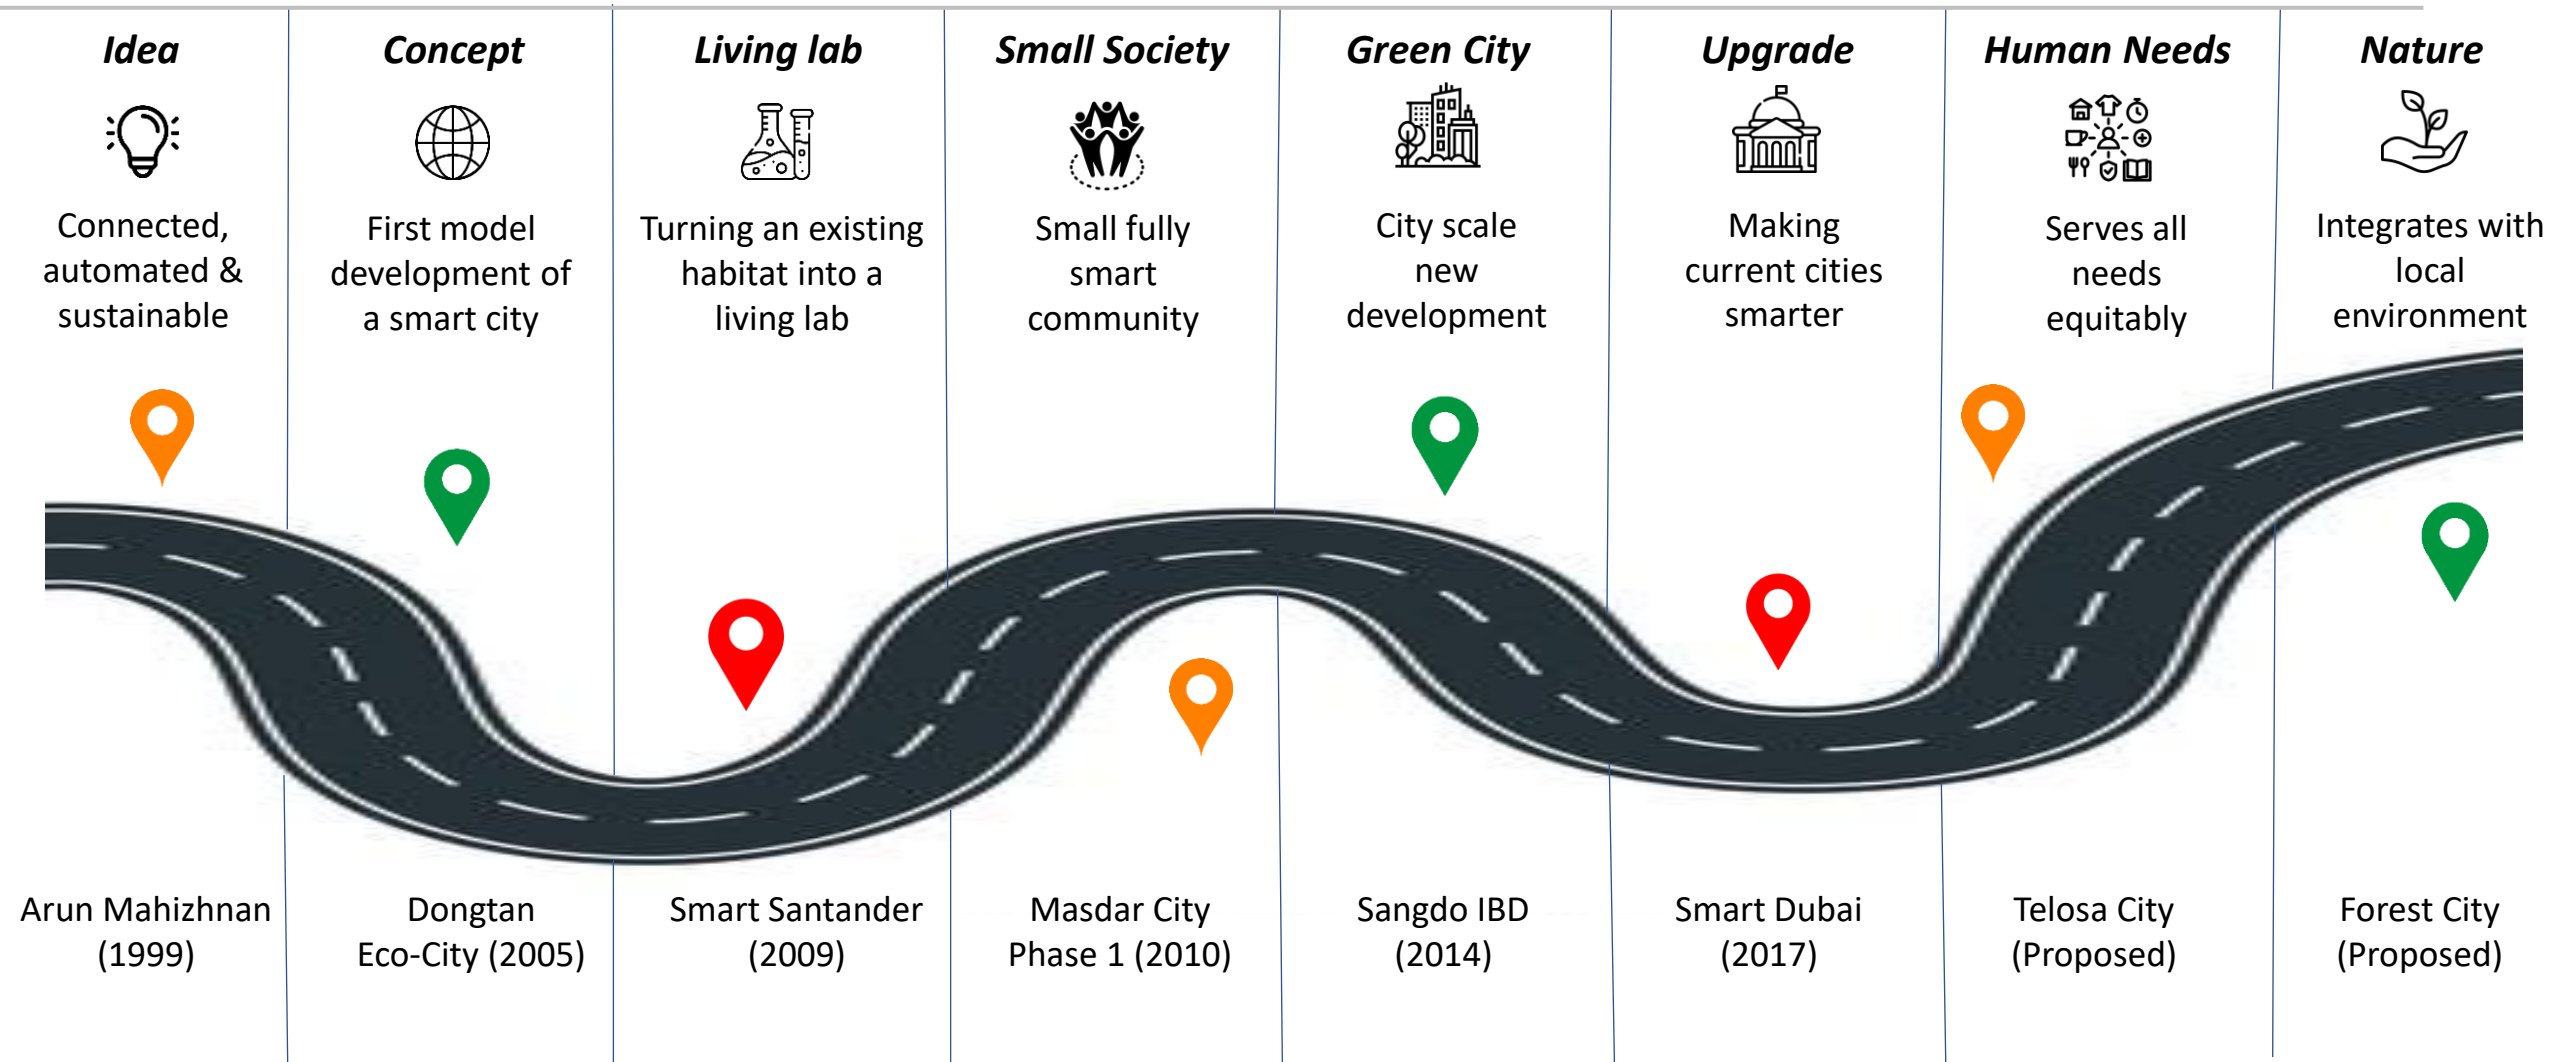 Idea
Connected,
automated &
sustainable
Arun Mahizhnan
(1999)
Concept
First model
development of
a smart city
Dongtan
Eco-City (2005)
Living lab
Turning an existing
habitat into a
living lab
Smart Santander
(2009)
Small Society
Small fully
smart
community
Masdar City
Phase 1 (2010)
Green City
City scale
new
development
Sangdo IBD
(2014)
Upgrade
Making
current cities
smarter
Smart Dubai
(2017)
Human Needs
Serves all
needs
equitably
Telosa City
(Proposed)
Nature
Integrates with
local
environment
Forest City
(Proposed)